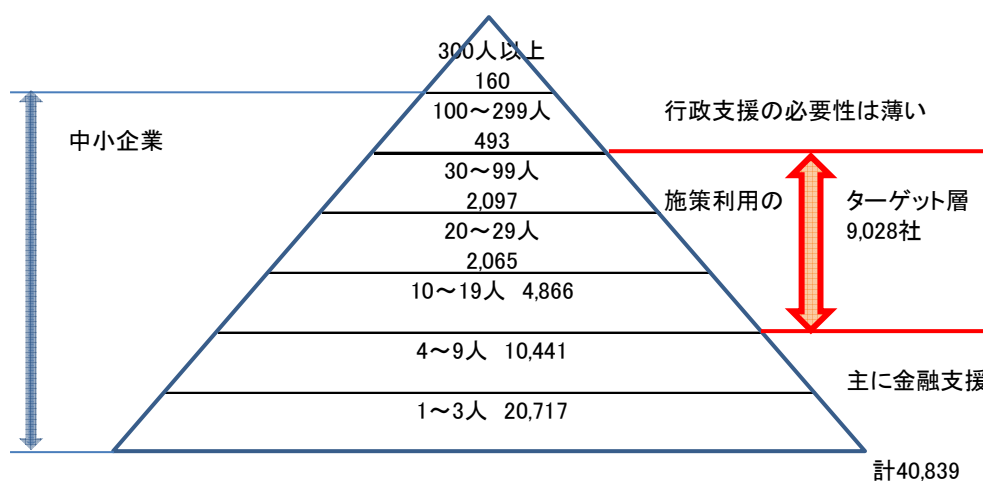 300人以上
160
100～299人
493
30～99人
2,097
20～29人
2,065
10～19人 4,866
4～9人 10,441
1～3人 20,717
中小企業
行政支援の必要性は薄い
施策利用の ターゲット層
9,028社
主に金融支援
計40,839